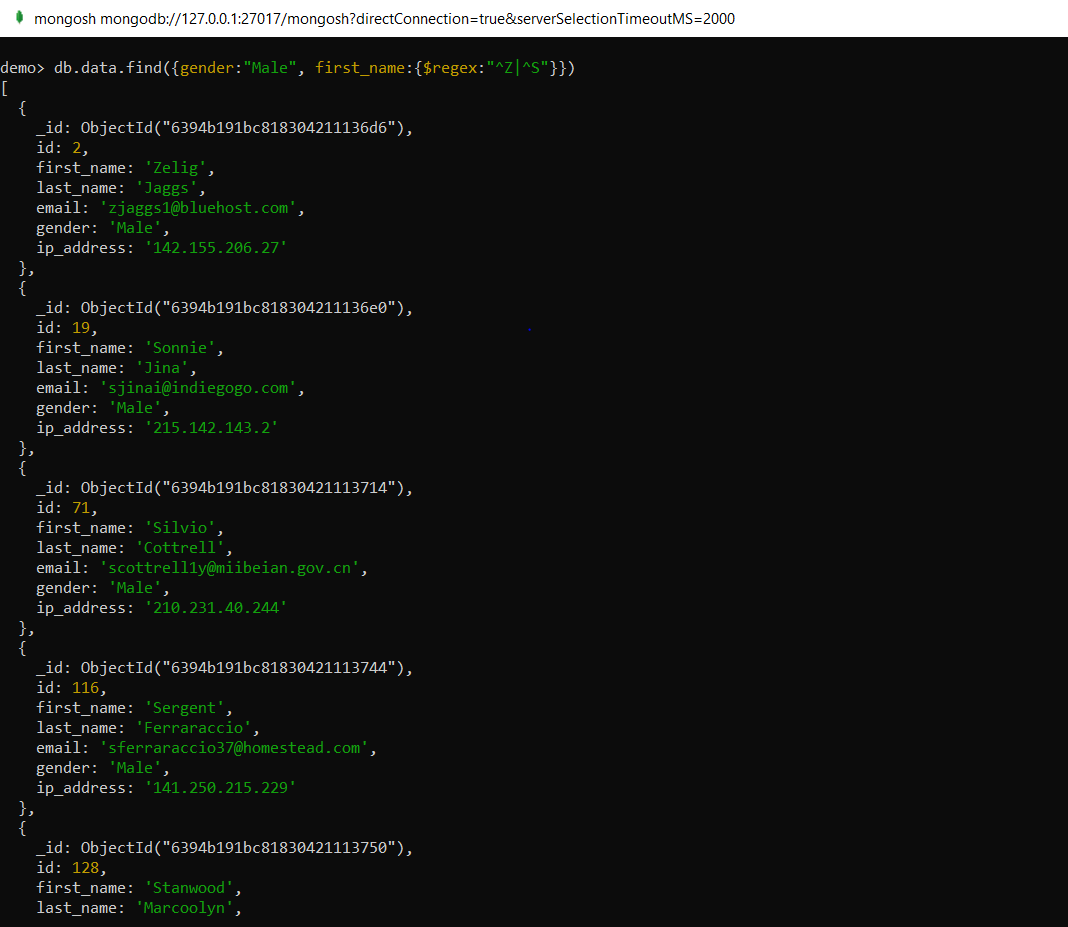 mongosh mongodb://127.0.0.1:27017/mongosh?directConnection=true&serverSelectionTimeoutMS=2000
demo> db.data.find({gender:"Male", first_name:{$regex:"^Z|^S"}})
[
  {
    _id: ObjectId("6394b191bc818304211136d6"),
    id: 2,
    first_name: 'Zelig',
    last_name: 'Jaggs',
    email: 'zjaggs1@bluehost.com',
    gender: 'Male',
    ip_address: '142.155.206.27'
  },
  {
    _id: ObjectId("6394b191bc818304211136e0"),
    id: 19,
    first_name: 'Sonnie',
    last_name: 'Jina',
    email: 'sjinai@indiegogo.com',
    gender: 'Male',
    ip_address: '215.142.143.2'
  },
  {
    _id: ObjectId("6394b191bc81830421113714"),
    id: 71,
    first_name: 'Silvio',
    last_name: 'Cottrell',
    email: 'scottrell1y@miibeian.gov.cn',
    gender: 'Male',
    ip_address: '210.231.40.244'
  },
  {
    _id: ObjectId("6394b191bc81830421113744"),
    id: 116,
    first_name: 'Sergent',
    last_name: 'Ferraraccio',
    email: 'sferraraccio37@homestead.com',
    gender: 'Male',
    ip_address: '141.250.215.229'
  },
  {
    _id: ObjectId("6394b191bc81830421113750"),
    id: 128,
    first_name: 'Stanwood',
    last_name: 'Marcoolyn',